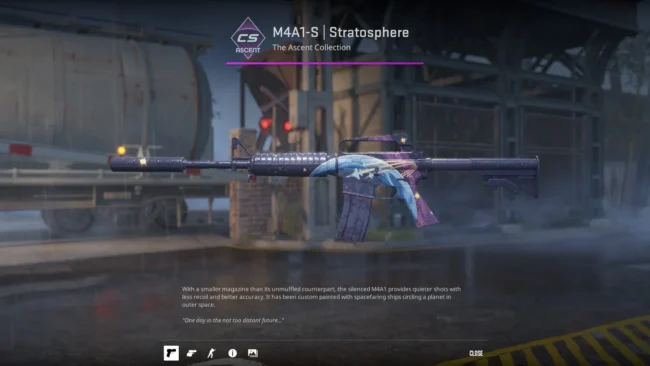 CS
ASCENT
M4A1-S | Stratosphere
The Ascent Collection
With a smaller magazine than its unmuffled counterpart, the silenced M4A1 provides quieter shots with
less recoil and better accuracy. It has been custom painted with spacefaring ships circling a planet in
outer space.
"One day in the not too distant future..."
CLOSE